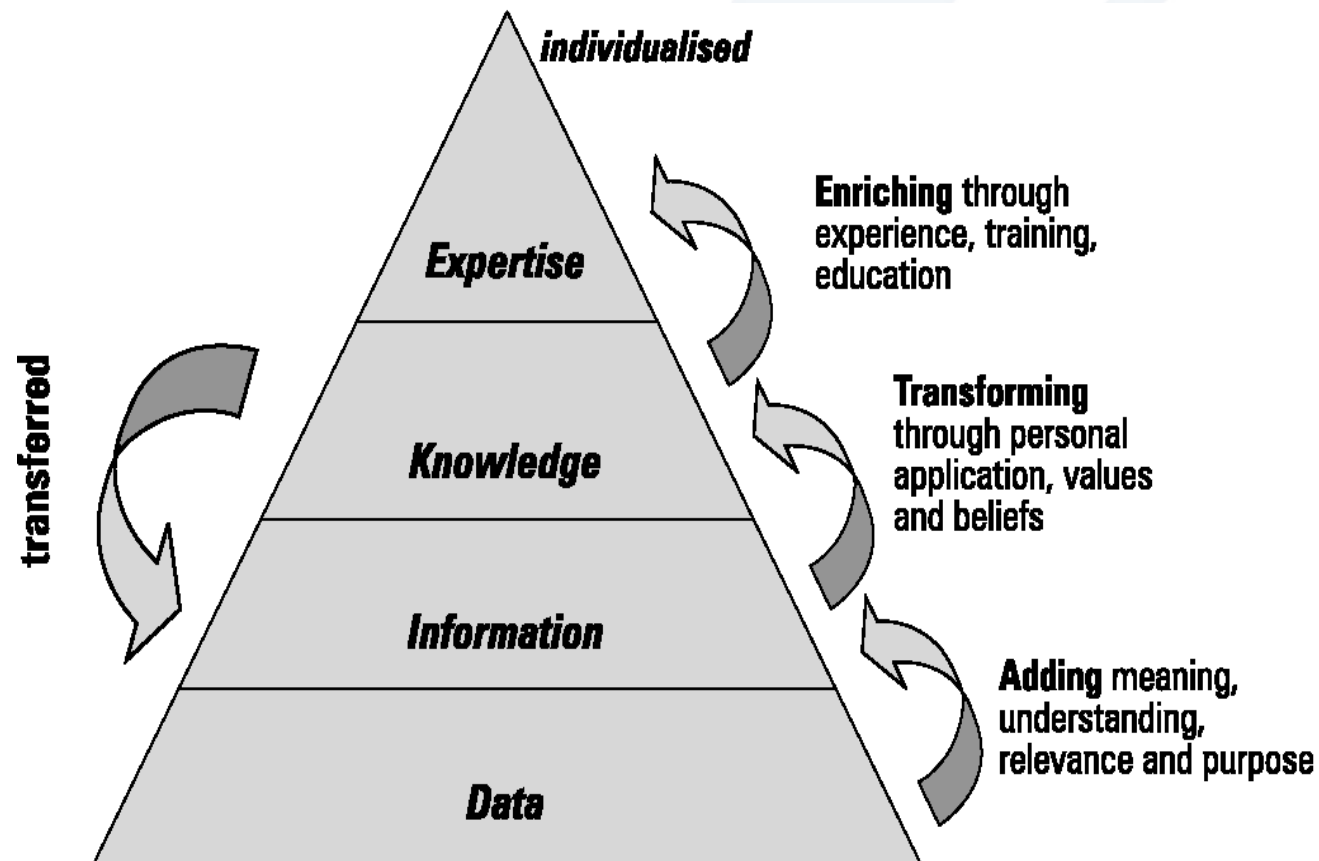 individualised
Enriching through
experience, training,
education
Expertise
transferred
Transforming
through personal
application, values
and beliefs
Knowledge
Information
Adding meaning,
understanding,
relevance and purpose
Data